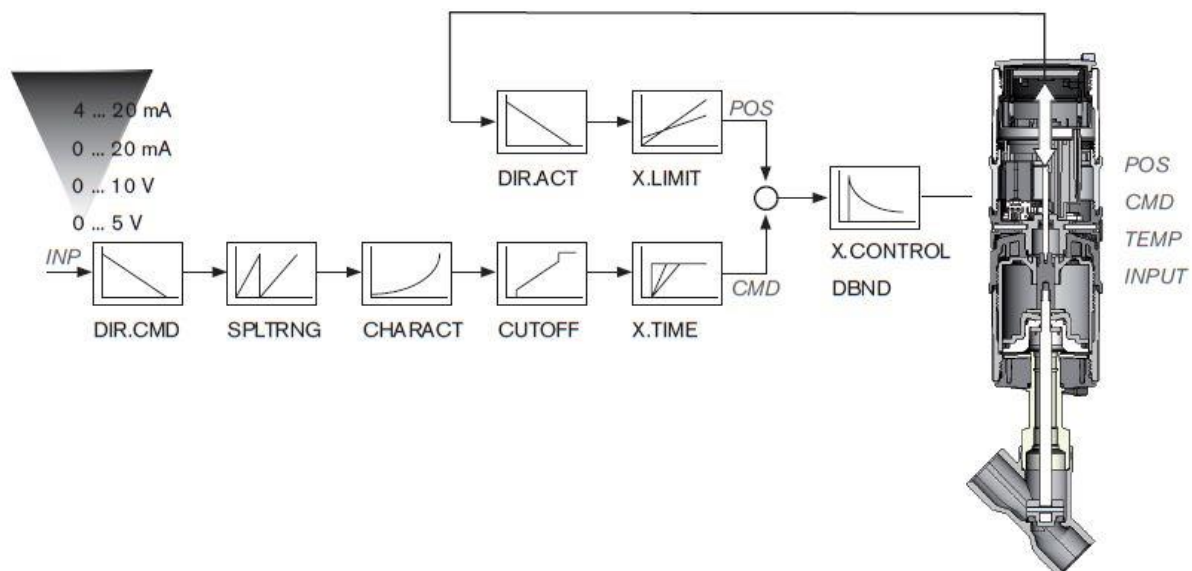 4 ... 20 mA
0 ... 20 mA
0 ... 10 V
0 ... 5 V
INP
DIR.CMD
SPLTRNG
CHARACT
CUTOFF
X.TIME
CMD
DIR.ACT
X.LIMIT
POS
X.CONTROL
DBND
POS
CMD
TEMP
INPUT